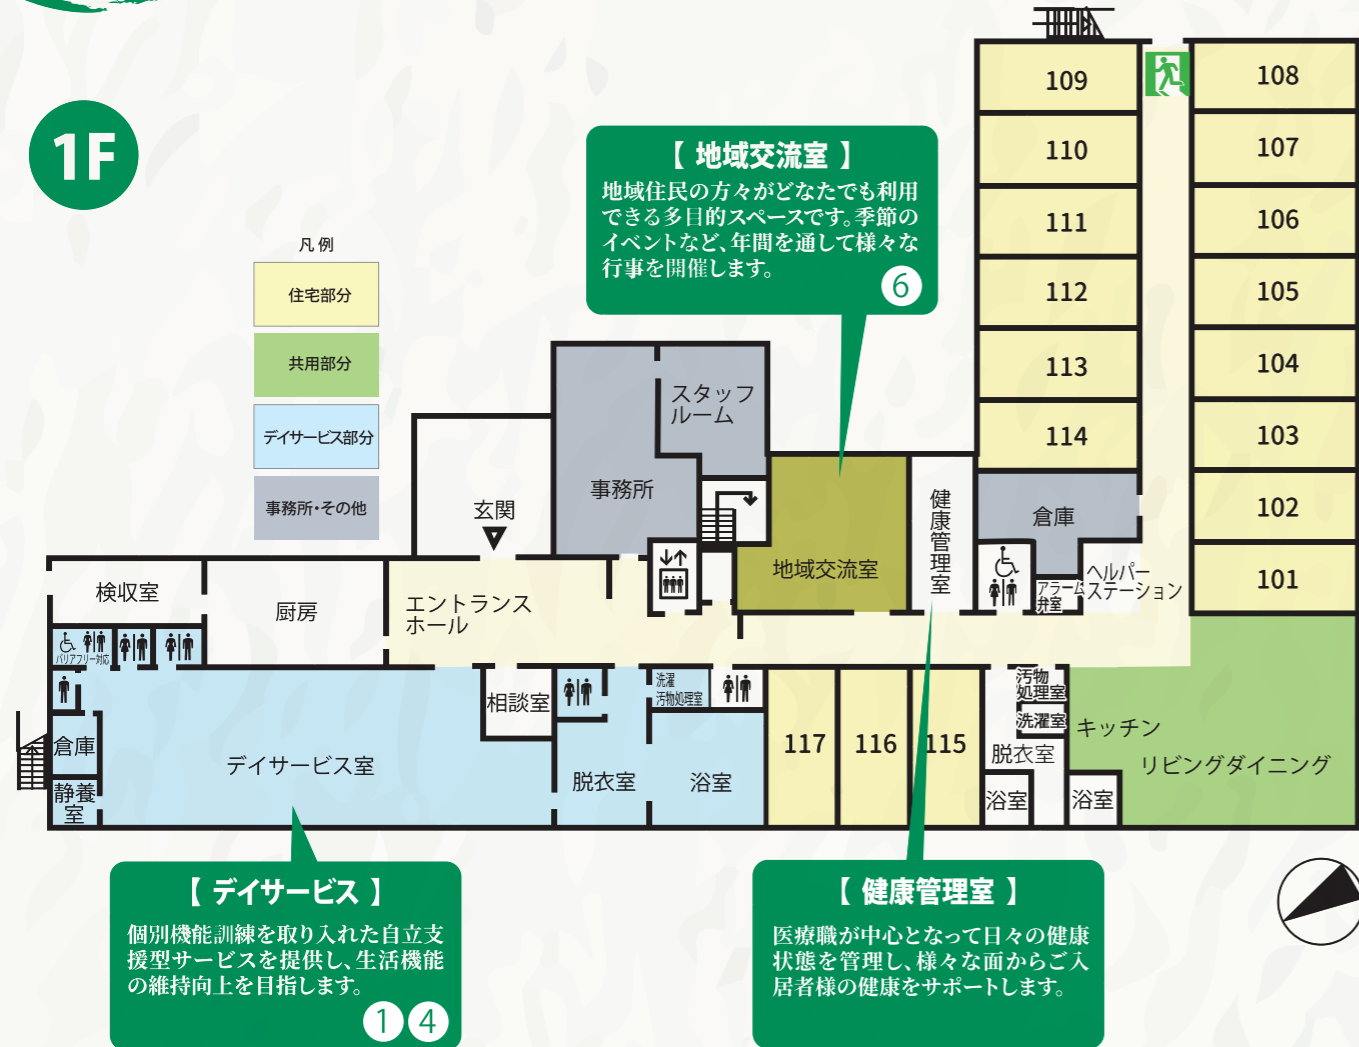 1F
凡例
住宅部分
共用部分
デイサービス部分
事務所・その他
【 地域交流室 】
地域住民の方々がどなたでも利用
できる多目的スペースです。季節の
イベントなど、年間を通して様々な
行事を開催します。
6
109
110
111
112
113
114
108
107
106
105
104
103
102
101
スタッフ
ルーム
事務所
玄関
地域交流室
健康管理室
倉庫
アラーム
弁室
ヘルパー
ステーション
検収室
厨房
エントランス
ホール
バリアフリー対応
倉庫
静養
室
デイサービス室
相談室
脱衣室
洗濯
汚物処理室
浴室
117
116
115
汚物
処理室
洗濯室
脱衣室
浴室
浴室
キッチン
リビングダイニング
【 デイサービス 】
個別機能訓練を取り入れた自立支
援型サービスを提供し、生活機能
の維持向上を目指します。
1 4
【 健康管理室 】
医療職が中心となって日々の健康
状態を管理し、様々な面からご入
居者様の健康をサポートします。